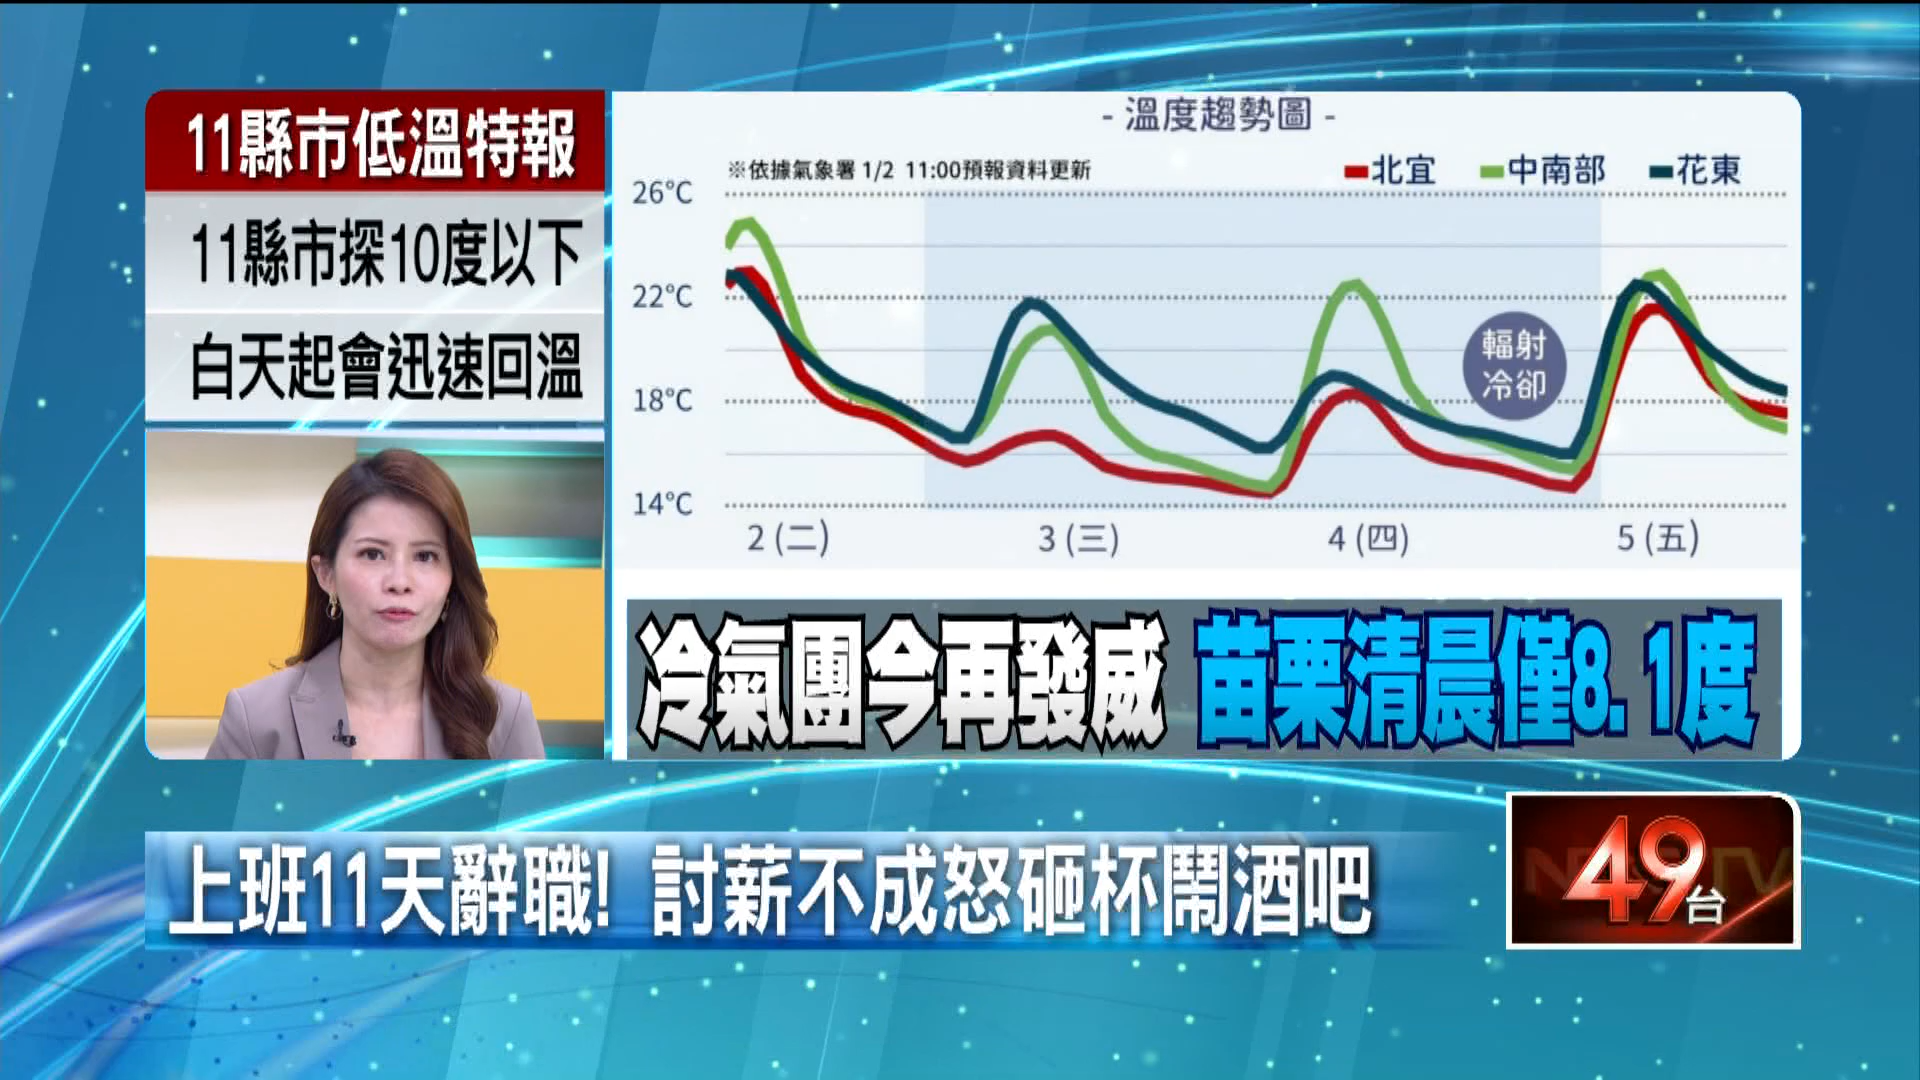 11縣市低溫特報
11縣市探10度以下
白天起會迅速回溫
- 溫度趨勢圖 -
※依據氣象署 1/2 11:00預報資料更新
北宜 中南部 花東
26°C
22°C
18°C
14°C
輻射
冷卻
2 (二) 3 (三) 4 (四) 5 (五)
冷氣團今再發威 苗栗清晨僅8.1度
上班11天辭職! 討薪不成怒砸杯鬧酒吧
49台